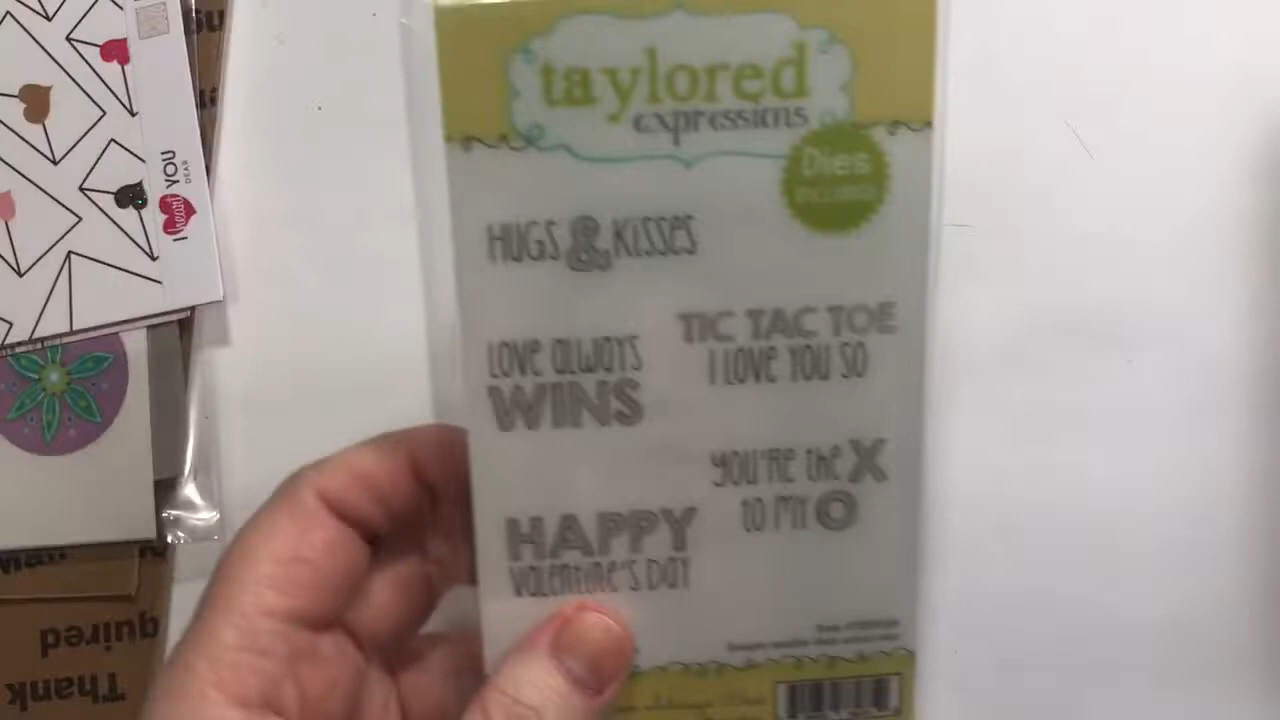 taylored
expressions
Dies
INCLUDED
HUGS & KISSES
TIC TAC TOE
I LOVE YOU SO
LOVE always
WINS
YOU'RE the X
to MY O
HAPPY
Valentine's DAY
I heart YOU
DEAR
quired
Thank